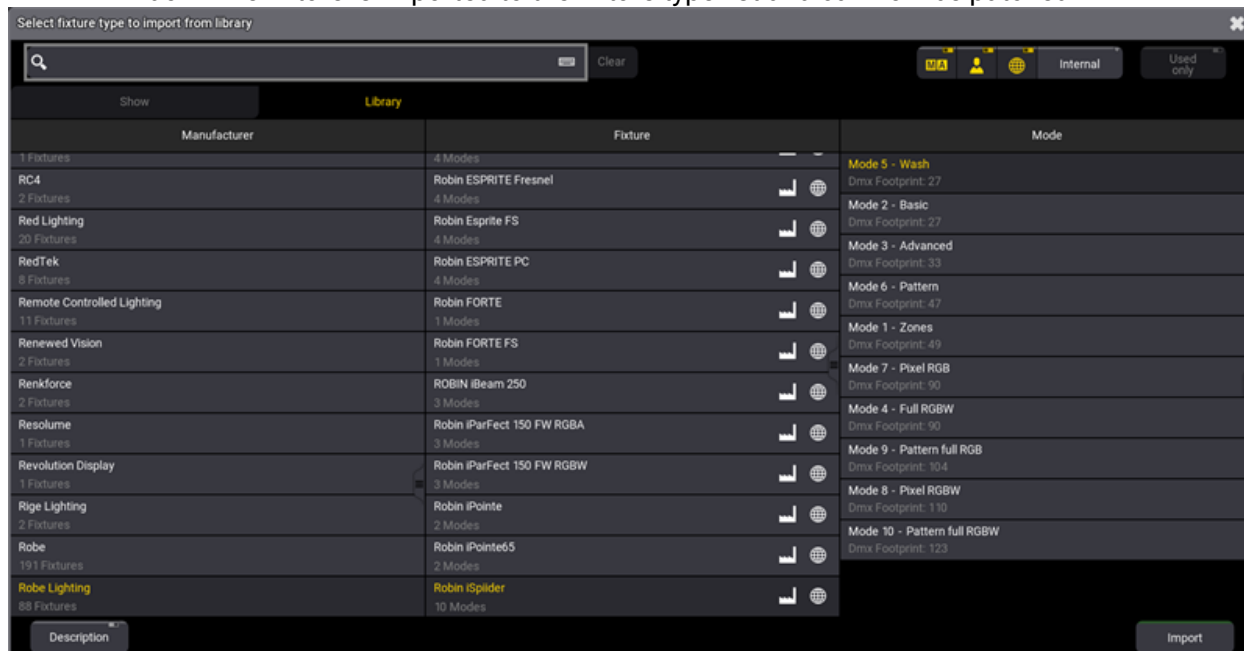 Select fixture type to import from library
Clear
MA
Internal
Used only
Show
Library
Manufacturer
Fixture
Mode
1 Fixtures
RC4
2 Fixtures
Red Lighting
20 Fixtures
RedTek
8 Fixtures
Remote Controlled Lighting
11 Fixtures
Renewed Vision
2 Fixtures
Renkforce
2 Fixtures
Resolume
1 Fixtures
Revolution Display
1 Fixtures
Rige Lighting
2 Fixtures
Robe
191 Fixtures
Robe Lighting
88 Fixtures
4 Modes
Robin ESPRITE Fresnel
4 Modes
Robin Esprite FS
4 Modes
Robin ESPRITE PC
4 Modes
Robin FORTE
1 Modes
Robin FORTE FS
1 Modes
ROBIN iBeam 250
3 Modes
Robin iParFect 150 FW RGBA
3 Modes
Robin iParFect 150 FW RGBW
3 Modes
Robin iPointe
2 Modes
Robin iPointe65
2 Modes
Robin iSpiider
10 Modes
Mode 5 - Wash
Dmx Footprint: 27
Mode 2 - Basic
Dmx Footprint: 27
Mode 3 - Advanced
Dmx Footprint: 33
Mode 6 - Pattern
Dmx Footprint: 47
Mode 1 - Zones
Dmx Footprint: 49
Mode 7 - Pixel RGB
Dmx Footprint: 90
Mode 4 - Full RGBW
Dmx Footprint: 90
Mode 9 - Pattern full RGB
Dmx Footprint: 104
Mode 8 - Pixel RGBW
Dmx Footprint: 110
Mode 10 - Pattern full RGBW
Dmx Footprint: 123
Description
Import